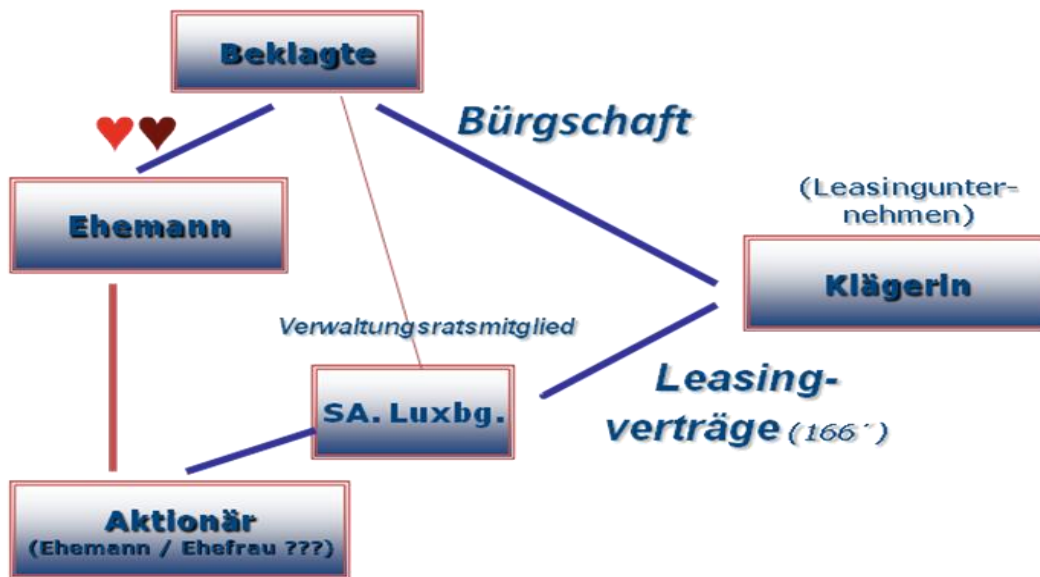 Beklagte
Bürgschaft
(Leasingunter-
nehmen)
Ehemann
Klägerin
Verwaltungsratsmitglied
SA. Luxbg.
Leasing-
verträge (166´)
Aktionär
(Ehemann / Ehefrau ???)